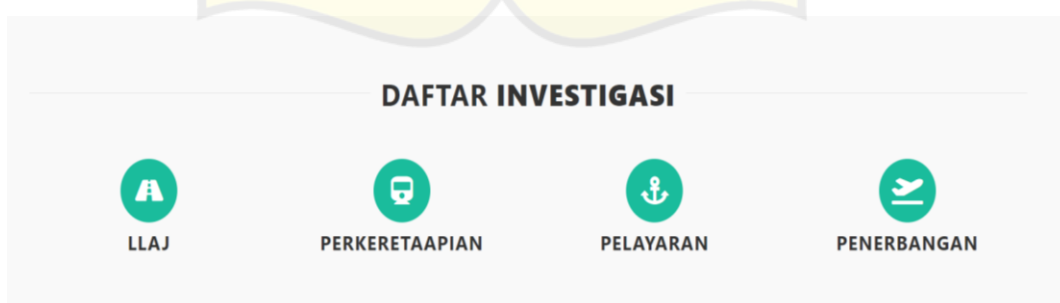 DAFTAR INVESTIGASI
LLAJ
PERKERETAAPIAN
PELAYARAN
PENERBANGAN